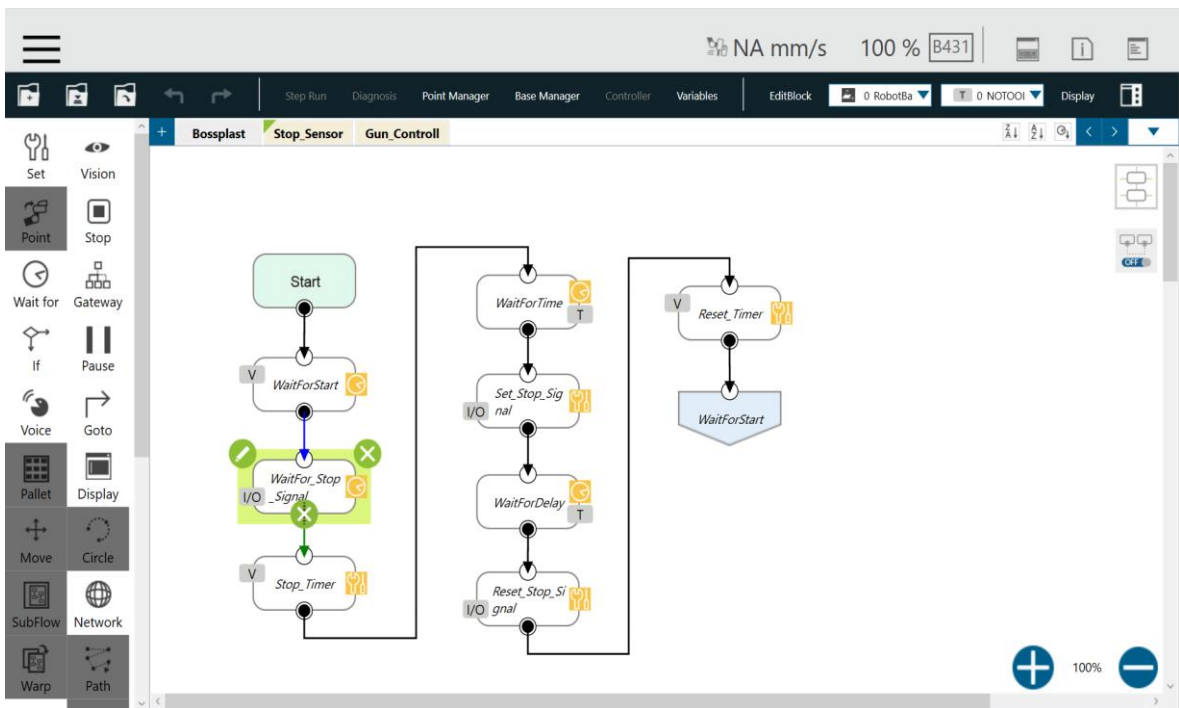 NA mm/s 100 % B431
Step Run Diagnosis Point Manager Base Manager Controller Variables EditBlock 0 RobotBa T 0 NOTOOl Display
+ Bossplast Stop_Sensor Gun_Controll
Set Vision
Point Stop
Wait for Gateway
If Pause
Voice Goto
Pallet Display
Move Circle
SubFlow Network
Warp Path
OFF
Start
V WaitForStart
I/O WaitFor_Stop
_Signal
V Stop_Timer
WaitForTime
T
Set_Stop_Sig
I/O nal
WaitForDelay
T
Reset_Stop_Si
I/O gnal
V Reset_Timer
WaitForStart
100%